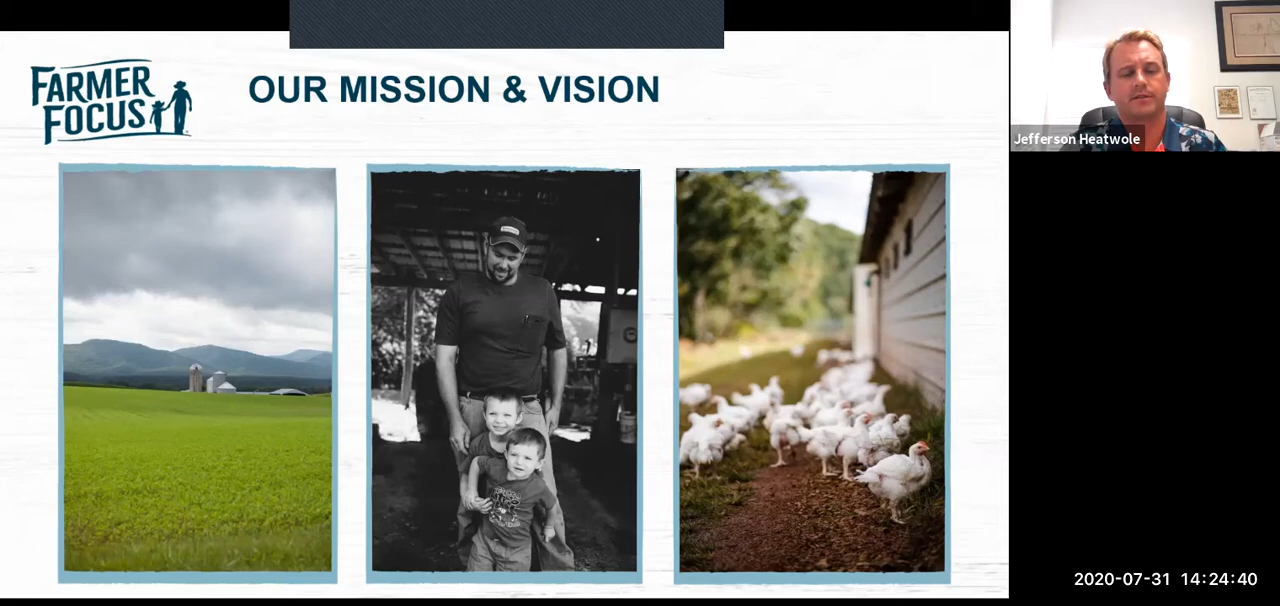 FARMER
FOCUS
OUR MISSION & VISION
Jefferson Heatwole
2020-07-31 14:24:40